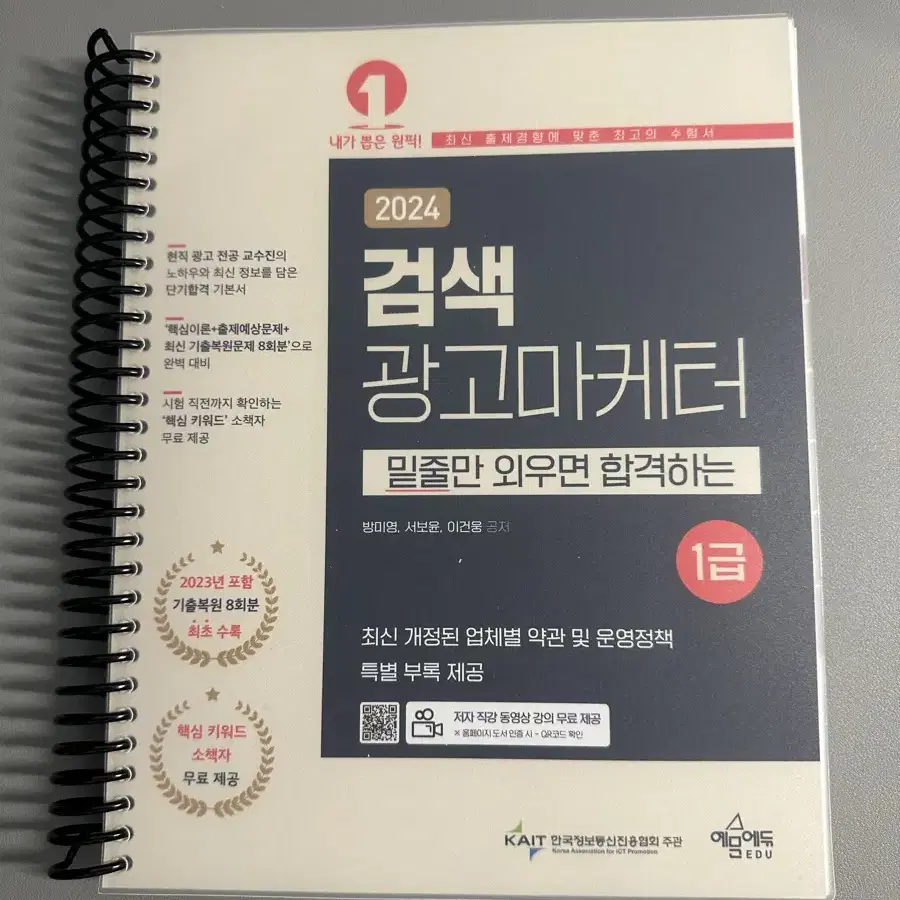 1
내가 뽑은 원픽!
최신 출제경향에 맞춘 최고의 수험서
2024
검색
광고마케터
밑줄만 외우면 합격하는
방미영, 서보윤, 이건웅 공저
1급
최신 개정된 업체별 약관 및 운영정책
특별 부록 제공
저자 직강 동영상 강의 무료 제공
※ 홈페이지 도서 인증 시 - QR코드 확인
현직 광고 전공 교수진의
노하우와 최신 정보를 담은
단기합격 기본서
'핵심이론+출제예상문제+
최신 기출복원문제 8회분'으로
완벽 대비
시험 직전까지 확인하는
'핵심 키워드' 소책자
무료 제공
2023년 포함
기출복원 8회분
최초 수록
핵심 키워드
소책자
무료 제공
KAIT 한국정보통신진흥협회 주관
Korea Association for ICT Promotion
예문에듀
EDU